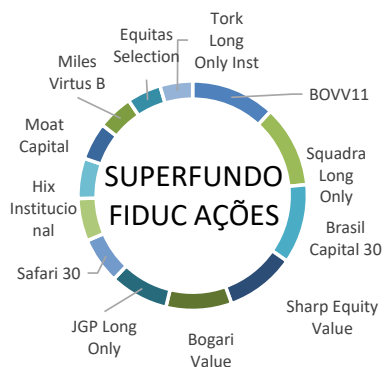 Tork
Long
Only Inst
BOVV11
Squadra
Long
Only
Brasil
Capital 30
Sharp Equity
Value
Bogari
Value
JGP Long
Only
Safari 30
Hix
Institucio
nal
Moat
Capital
Miles
Virtus B
Equitas
Selection
SUPERFUNDO
FIDUC AÇÕES